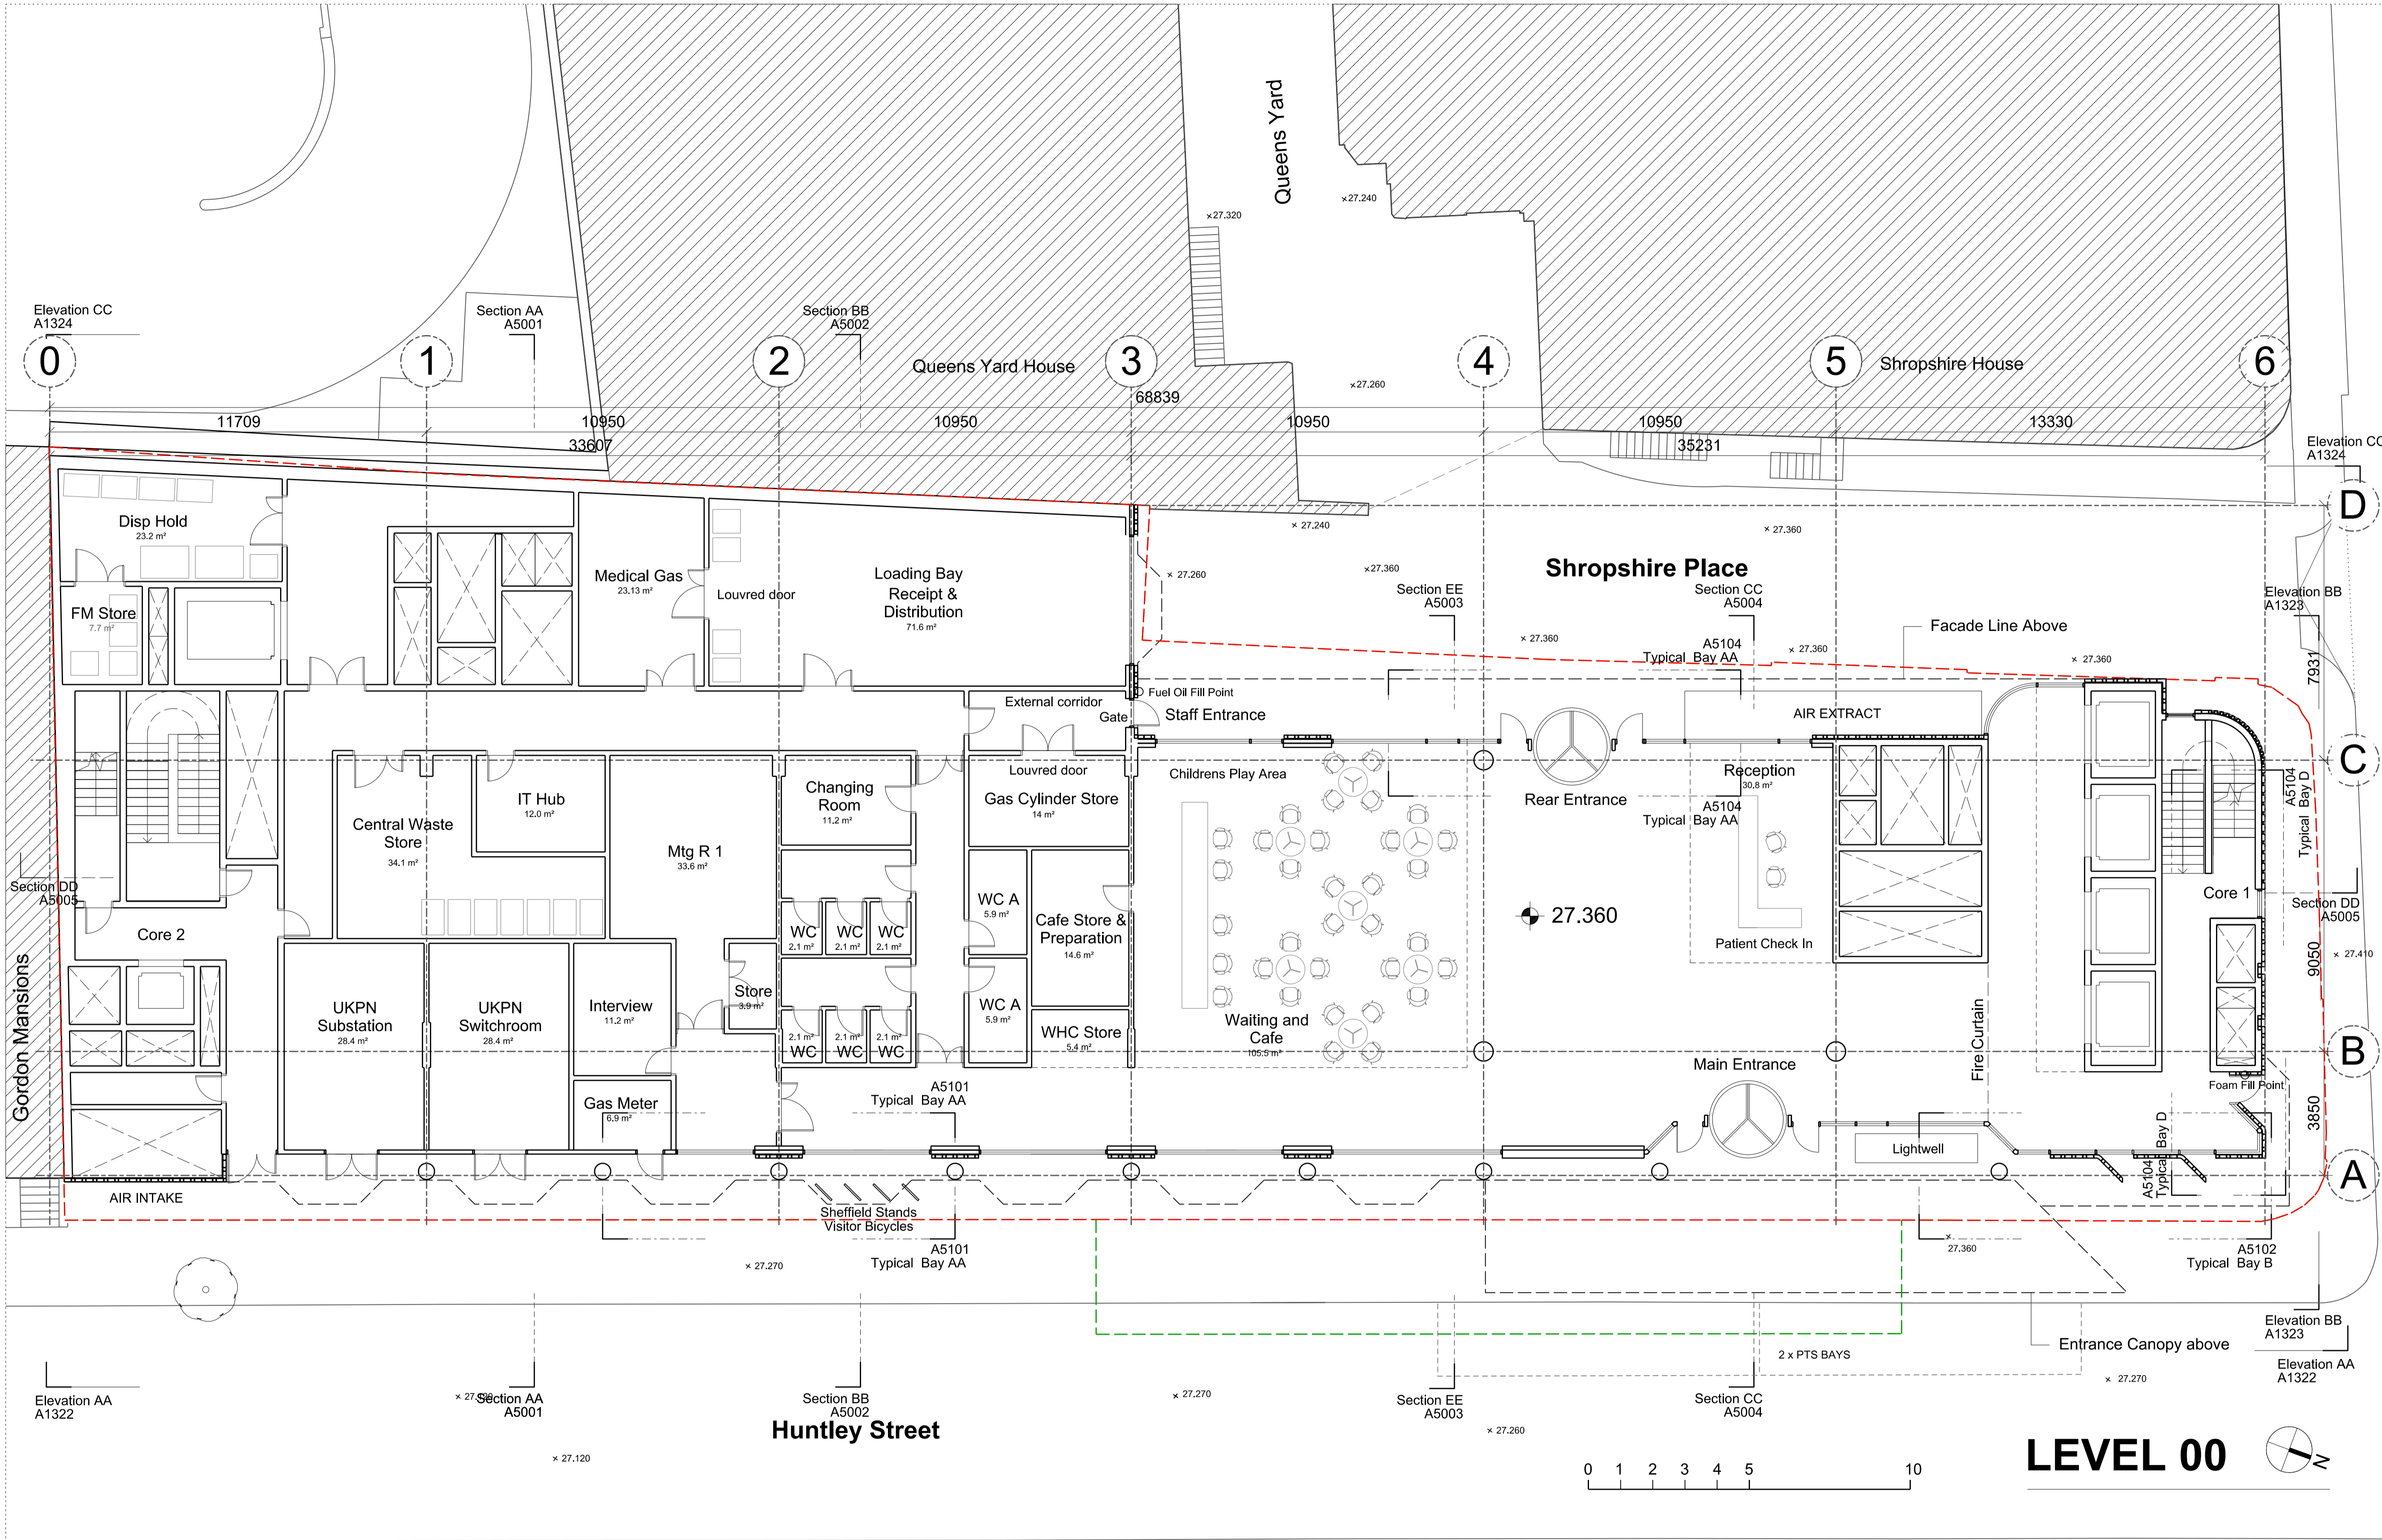 Queens Yard
×27.320
×27.240
Elevation CC
A1324
Section AA
A5001
Section BB
A5002
0
1
2
Queens Yard House
3
4
5
Shropshire House
6
×27.260
68839
11709
10950
10950
10950
10950
13330
33607
35231
Elevation CC
A1324
D
Disp Hold
23.2 m²
× 27.240
× 27.360
Shropshire Place
Medical Gas
23.13 m²
Louvred door
Loading Bay
Receipt &
Distribution
71.6 m²
× 27.260
×27.360
Section EE
A5003
Section CC
A5004
Elevation BB
A1323
FM Store
7.7 m²
Facade Line Above
× 27.360
A5104
Typical Bay AA
× 27.360
× 27.360
7931
Fuel Oil Fill Point
External corridor
Gate
Staff Entrance
AIR EXTRACT
C
Louvred door
Childrens Play Area
Reception
30.8 m²
Rear Entrance
A5104
Typical Bay AA
A5104
Typical Bay D
Changing
Room
11.2 m²
IT Hub
12.0 m²
Gas Cylinder Store
14 m²
Central Waste
Store
34.1 m²
Mtg R 1
33.6 m²
Section DD
A5005
Core 2
WC A
5.9 m²
Cafe Store &
Preparation
14.6 m²
WC
2.1 m²
WC
2.1 m²
WC
2.1 m²
27.360
Patient Check In
Core 1
Section DD
A5005
9050
× 27.410
Gordon Mansions
UKPN
Substation
28.4 m²
UKPN
Switchroom
28.4 m²
Interview
11.2 m²
Store
3.9 m²
WC A
5.9 m²
WHC Store
5.4 m²
2.1 m²
WC
2.1 m²
WC
2.1 m²
WC
Waiting and
Cafe
105.5 m²
Fire Curtain
B
Main Entrance
Foam Fill Point
Gas Meter
6.9 m²
A5101
Typical Bay AA
3850
Lightwell
A5104
Typical Bay D
A
AIR INTAKE
Sheffield Stands
Visitor Bicycles
A5101
Typical Bay AA
× 27.270
×
27.360
A5102
Typical Bay B
Elevation BB
A1323
Entrance Canopy above
2 x PTS BAYS
Elevation AA
A1322
Elevation AA
A1322
Section AA
A5001
Section BB
A5002
× 27.270
Section EE
A5003
Section CC
A5004
× 27.270
Huntley Street
× 27.260
× 27.120
0 1 2 3 4 5 10
LEVEL 00
N